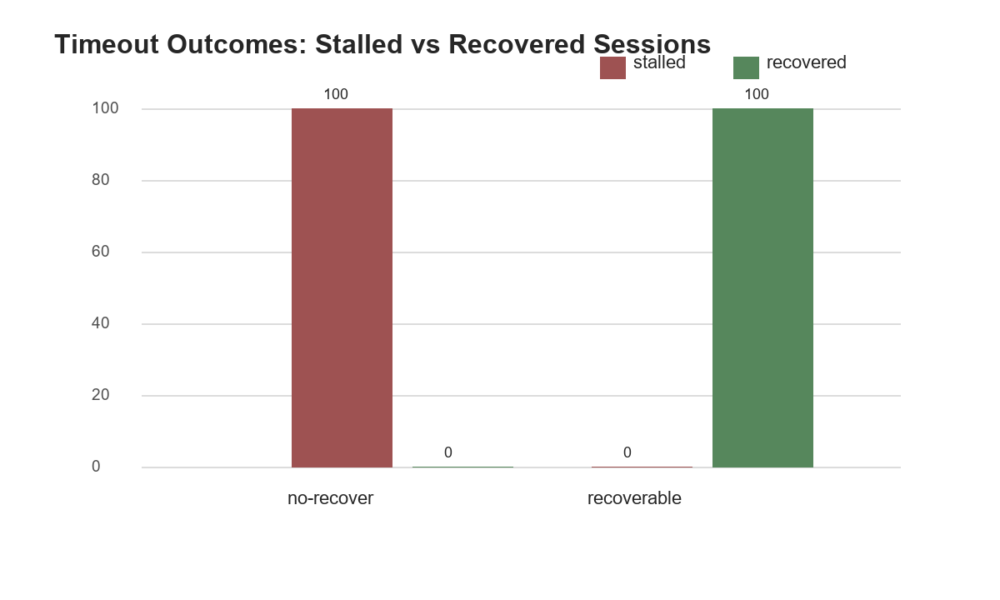 Timeout Outcomes: Stalled vs Recovered Sessions
stalled
recovered
100
100
100
80
60
40
20
0
0
0
no-recover
recoverable